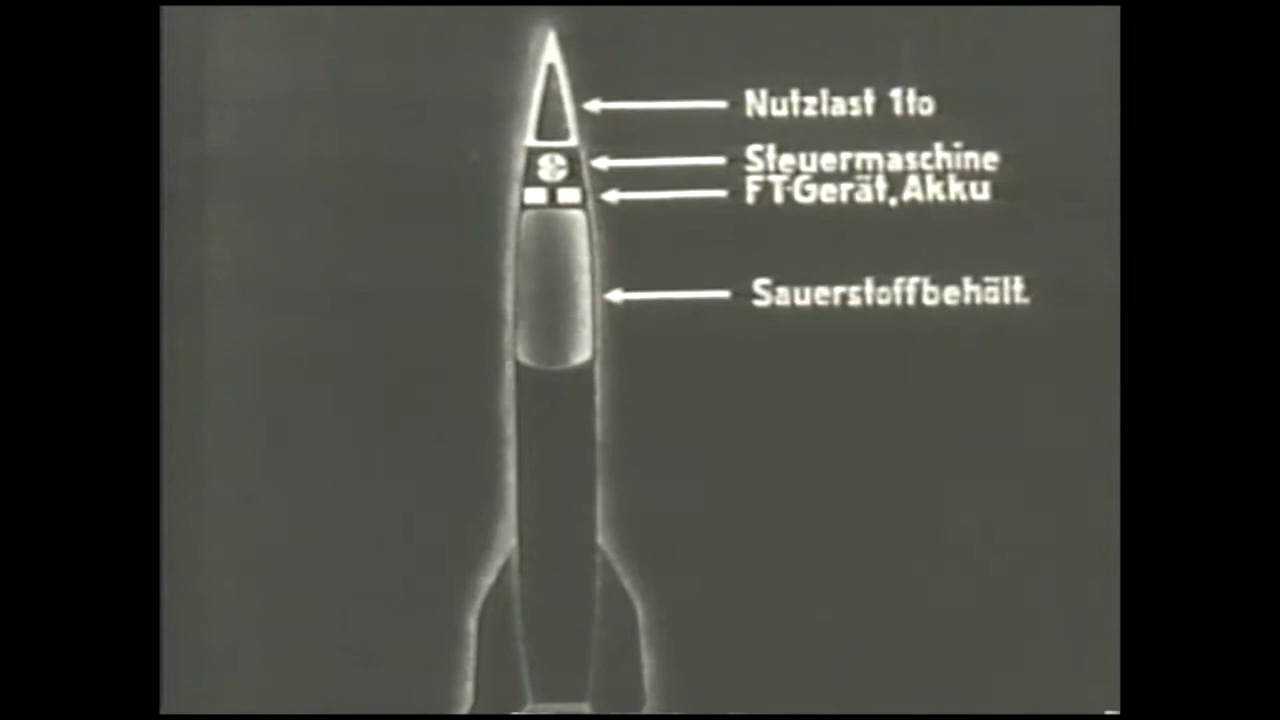 Nutzlast 1to
Steuermaschine
FT-Gerät, Akku
Sauerstoffbehält.